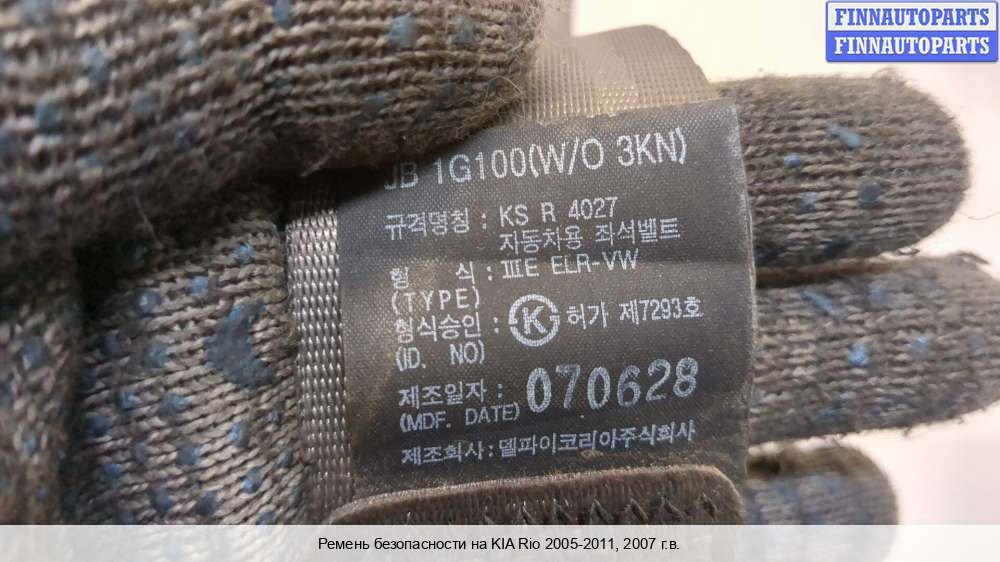 FINNAUTOPARTS
FINNAUTOPARTS
JB 1G100(W/O 3KN)
규격명칭 : KS R 4027
자동차용 좌석벨트
형 식 : ⅢE ELR-VW
(TYPE)
형식승인 : K 허가 제7293호
(ID. NO)
제조일자 : 070628
(MDF. DATE)
제조회사: 델파이코리아주식회사
Ремень безопасности на KIA Rio 2005-2011, 2007 г.в.